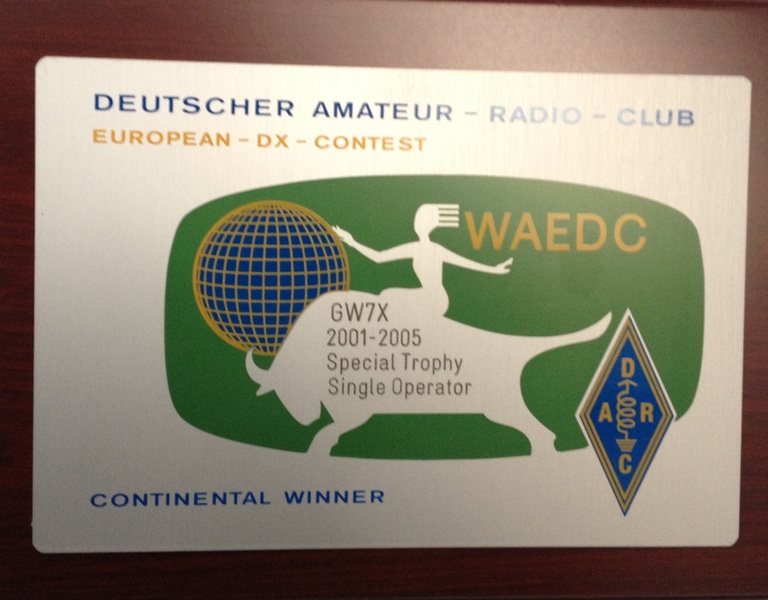 DEUTSCHER AMATEUR - RADIO - CLUB
EUROPEAN - DX - CONTEST
WAEDC
GW7X
2001-2005
Special Trophy
Single Operator
D
A R
C
CONTINENTAL WINNER